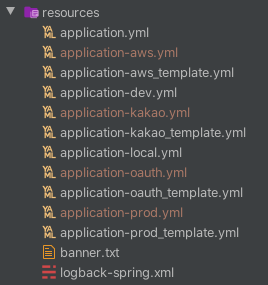 resources
application.yml
application-aws.yml
application-aws_template.yml
application-dev.yml
application-kakao.yml
application-kakao_template.yml
application-local.yml
application-oauth.yml
application-oauth_template.yml
application-prod.yml
application-prod_template.yml
banner.txt
logback-spring.xml